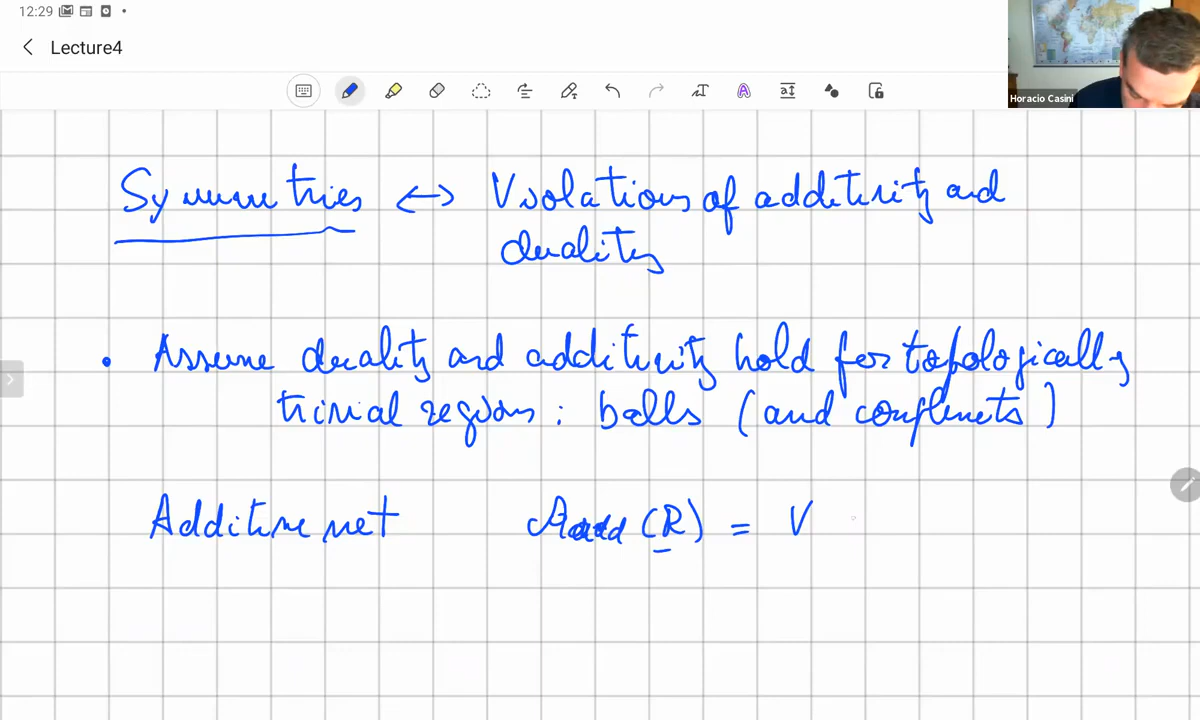 12:29
Lecture4
Horacio Casini
Symmetries ↔ Violations of additivity and
duality
• Assume duality and additivity hold for topologically
trivial regions : balls (and complements)
Additive net A_add (R) = V